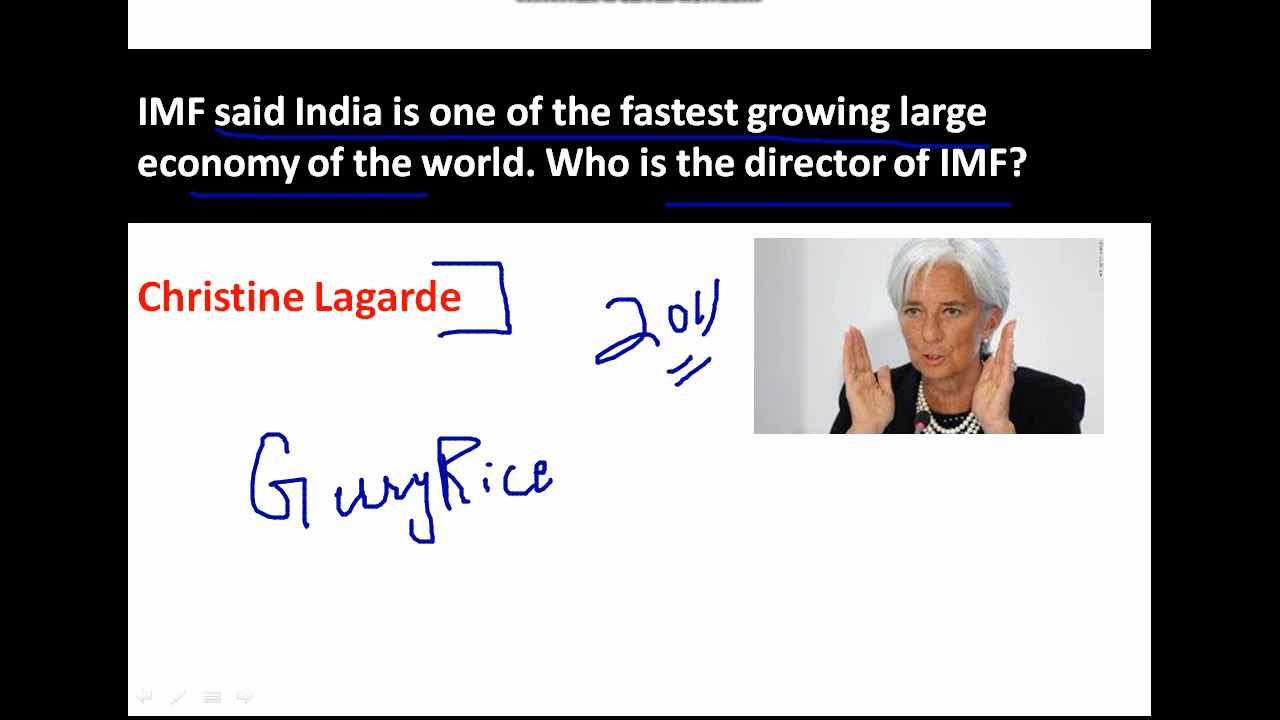 IMF said India is one of the fastest growing large
economy of the world. Who is the director of IMF?
Christine Lagarde
2011
GuryRice